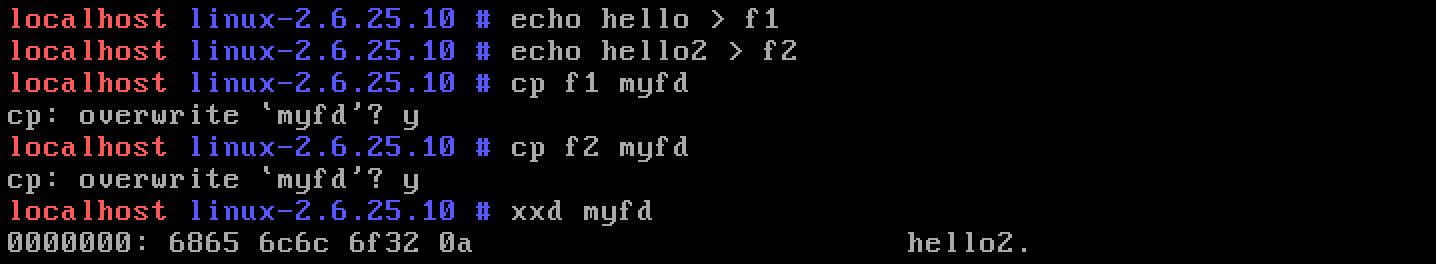 localhost linux-2.6.25.10 # echo hello > f1
localhost linux-2.6.25.10 # echo hello2 > f2
localhost linux-2.6.25.10 # cp f1 myfd
cp: overwrite `myfd'? y
localhost linux-2.6.25.10 # cp f2 myfd
cp: overwrite `myfd'? y
localhost linux-2.6.25.10 # xxd myfd
0000000: 6865 6c6c 6f32 0a                        hello2.